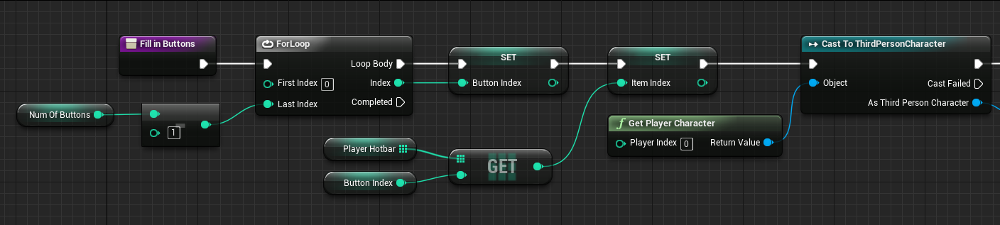 Fill in Buttons
ForLoop
Loop Body
First Index 0
Index
Last Index
Completed
Num Of Buttons
-
1
SET
Button Index
SET
Item Index
Player Hotbar
Button Index
GET
Cast To ThirdPersonCharacter
Object
Cast Failed
As Third Person Character
f Get Player Character
Player Index 0
Return Value